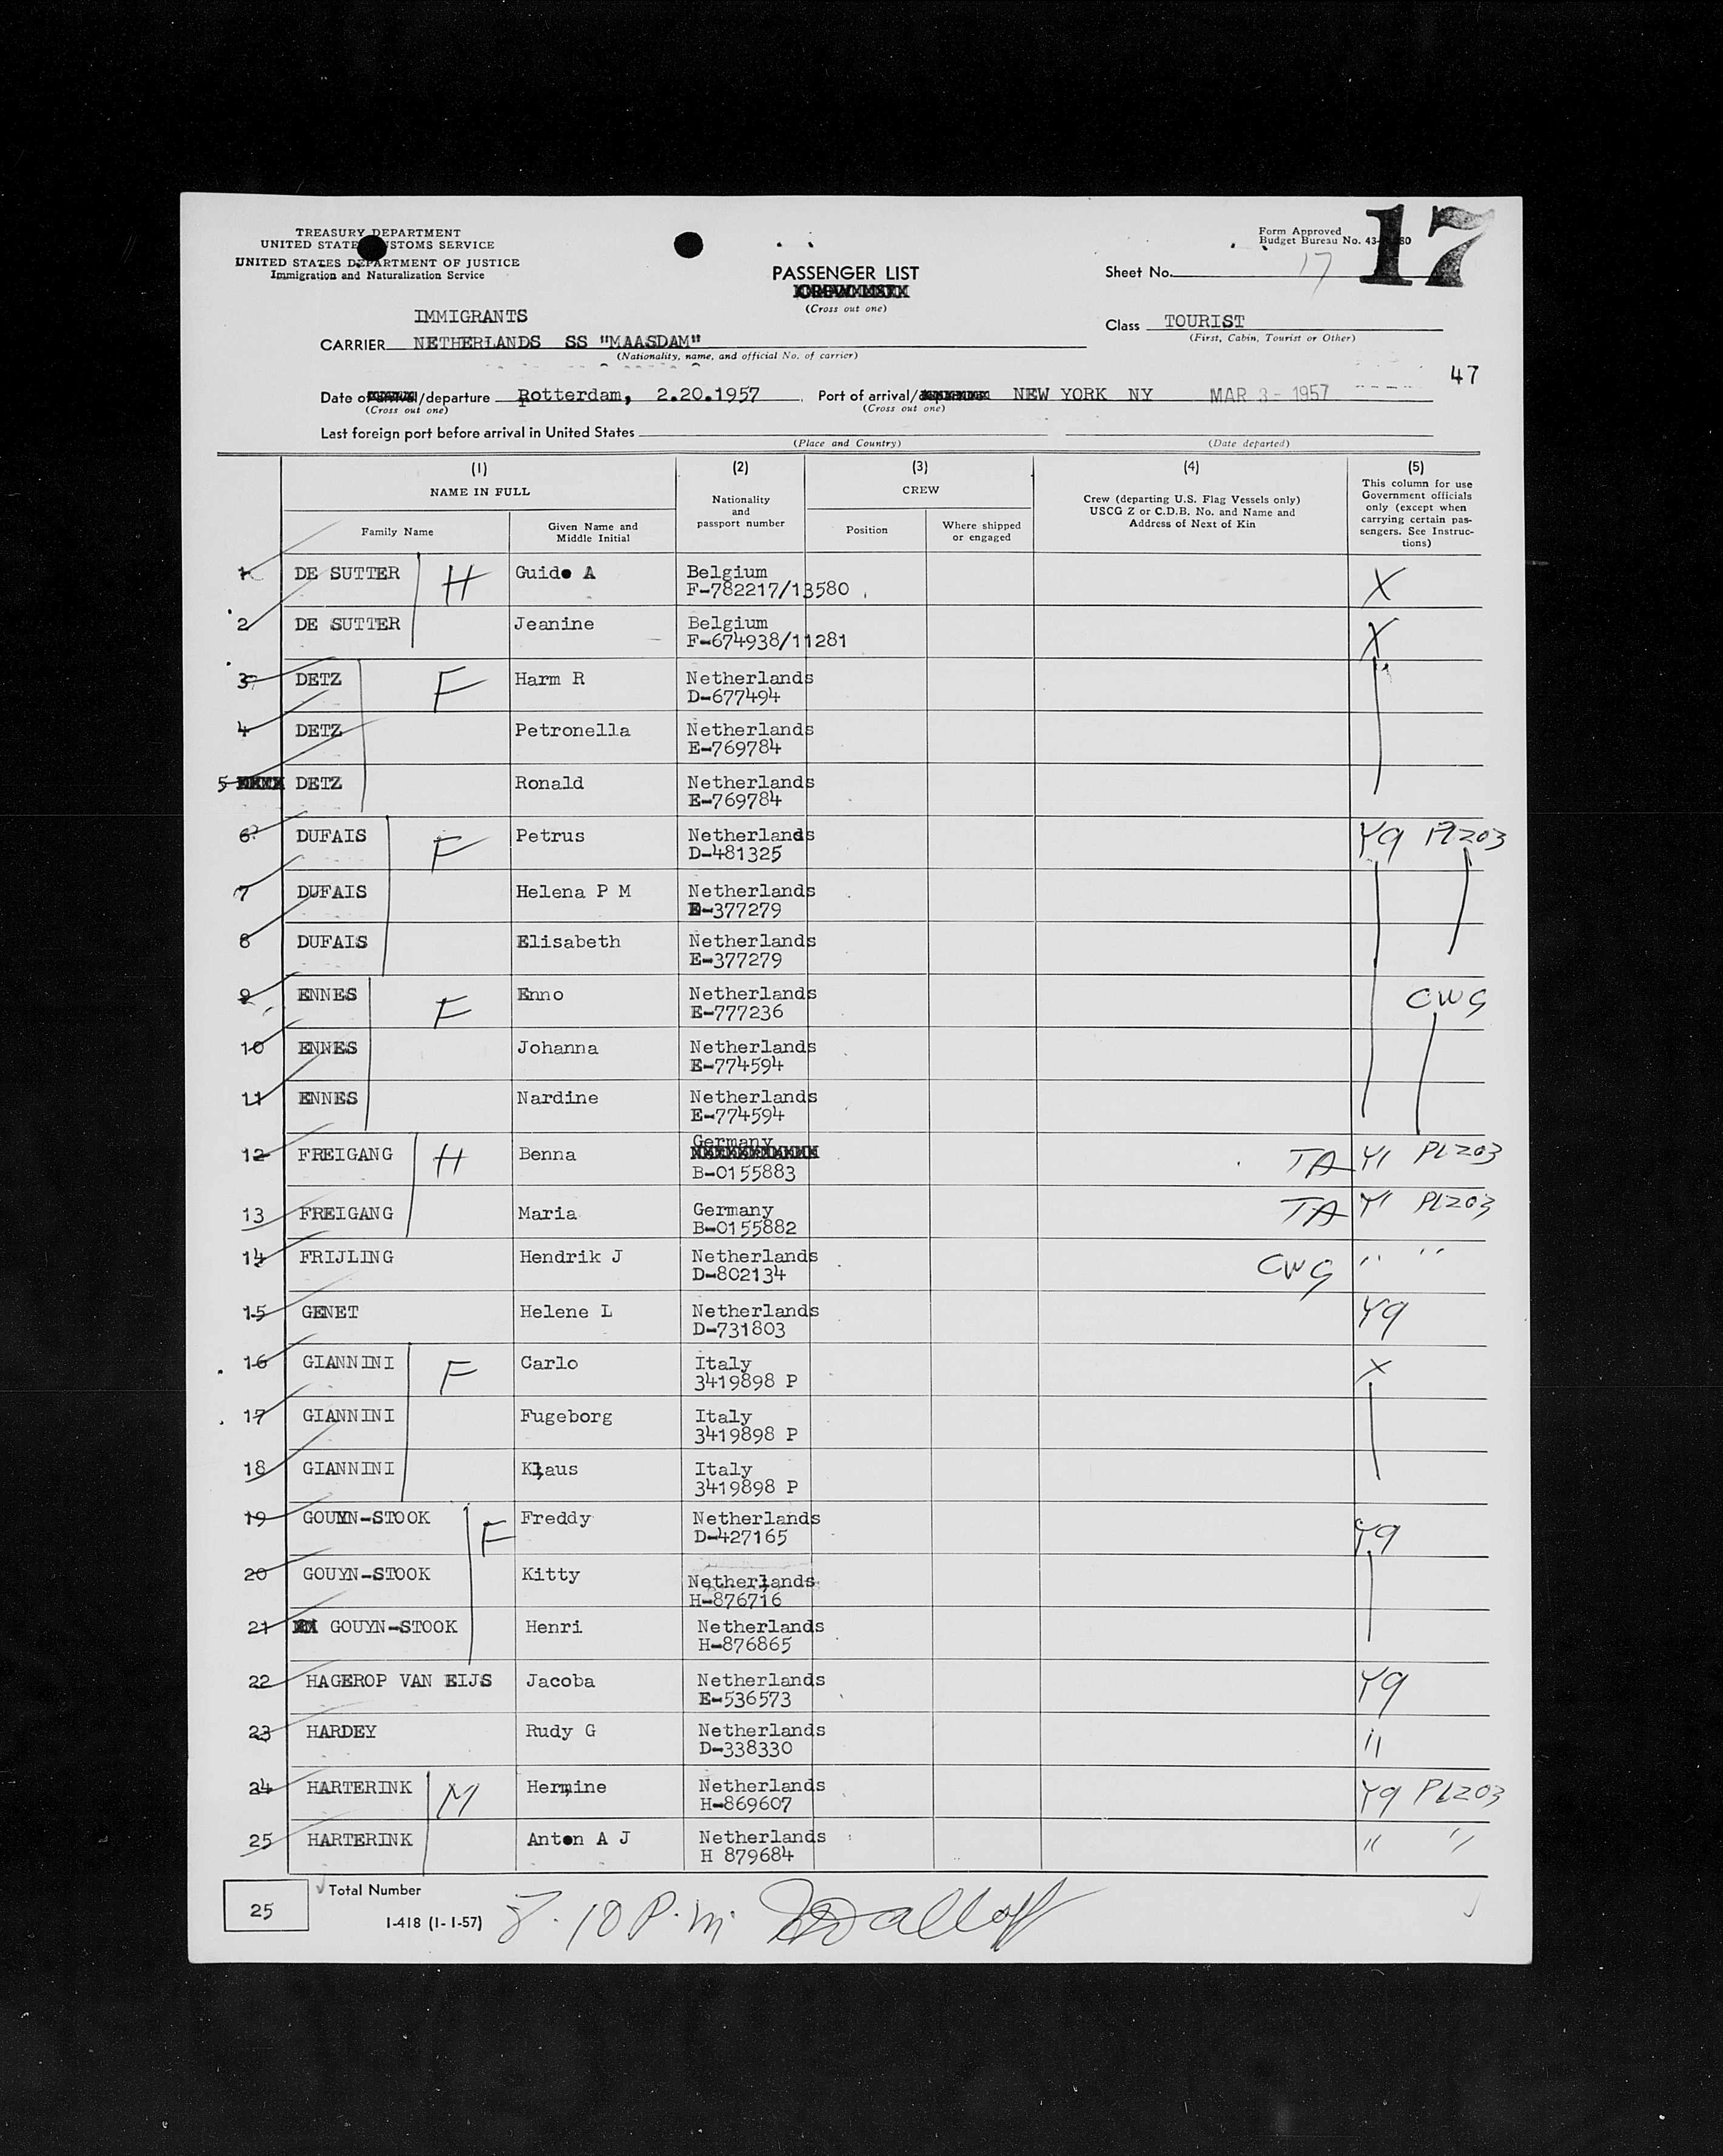 17
TREASURY DEPARTMENT
UNITED STATES CUSTOMS SERVICE
UNITED STATES DEPARTMENT OF JUSTICE
Immigration and Naturalization Service
Form Approved
Budget Bureau No. 43-
PASSENGER LIST
(Cross out one)
Sheet No. 17
IMMIGRANTS
CARRIER NETHERLANDS SS "MAASDAM"
(Nationality, name, and official No. of carrier)
Class TOURIST
(First, Cabin, Tourist or Other)
47
Date of /departure Rotterdam, 2.20.1957 Port of arrival/ NEW YORK NY MAR 3 - 1957
(Cross out one) (Cross out one)
Last foreign port before arrival in United States
(Place and Country) (Date departed)
(1) (2) (3) (4) (5)
NAME IN FULL
Family Name
Given Name and Middle Initial
Nationality and passport number
CREW
Position
Where shipped or engaged
Crew (departing U.S. Flag Vessels only)
USCG Z or C.D.B. No. and Name and
Address of Next of Kin
This column for use
Government officials
only (except when
carrying certain pas-
sengers. See Instruc-
tions)
1 DE SUTTER H Guido A Belgium X
F-782217/13580
2 DE SUTTER Jeanine Belgium X
F-674938/11281
3 DETZ F Harm R Netherlands
D-677494
4 DETZ Petronella Netherlands
E-769784
5 DETZ Ronald Netherlands
E-769784
6 DUFAIS F Petrus Netherlands Y9 PL203
D-481325
7 DUFAIS Helena P M Netherlands
E-377279
8 DUFAIS Elisabeth Netherlands
E-377279
9 ENNES F Enno Netherlands CWG
E-777236
10 ENNES Johanna Netherlands
E-774594
11 ENNES Nardine Netherlands
E-774594
12 FREIGANG H Benna Germany TA Y1 PL203
B-0155883
13 FREIGANG Maria Germany TA Y1 PL203
B-0155882
14 FRIJLING Hendrik J Netherlands CWG " "
D-802134
15 GENET Helene L Netherlands Y9
D-731803
16 GIANNINI F Carlo Italy X
3419898 P
17 GIANNINI Fugeborg Italy
3419898 P
18 GIANNINI Klaus Italy
3419898 P
19 GOUYN-STOOK F Freddy Netherlands Y9
D-427165
20 GOUYN-STOOK Kitty Netherlands
H-876716
21 GOUYN-STOOK Henri Netherlands
H-876865
22 HAGEROP VAN EIJS Jacoba Netherlands Y9
E-536573
23 HARDEY Rudy G Netherlands "
D-338330
24 HARTERINK M Hermine Netherlands Y9 PL203
H-869607
25 HARTERINK Anton A J Netherlands " "
H 879684
25 Total Number
I-418 (1-1-57)
10 P.m.